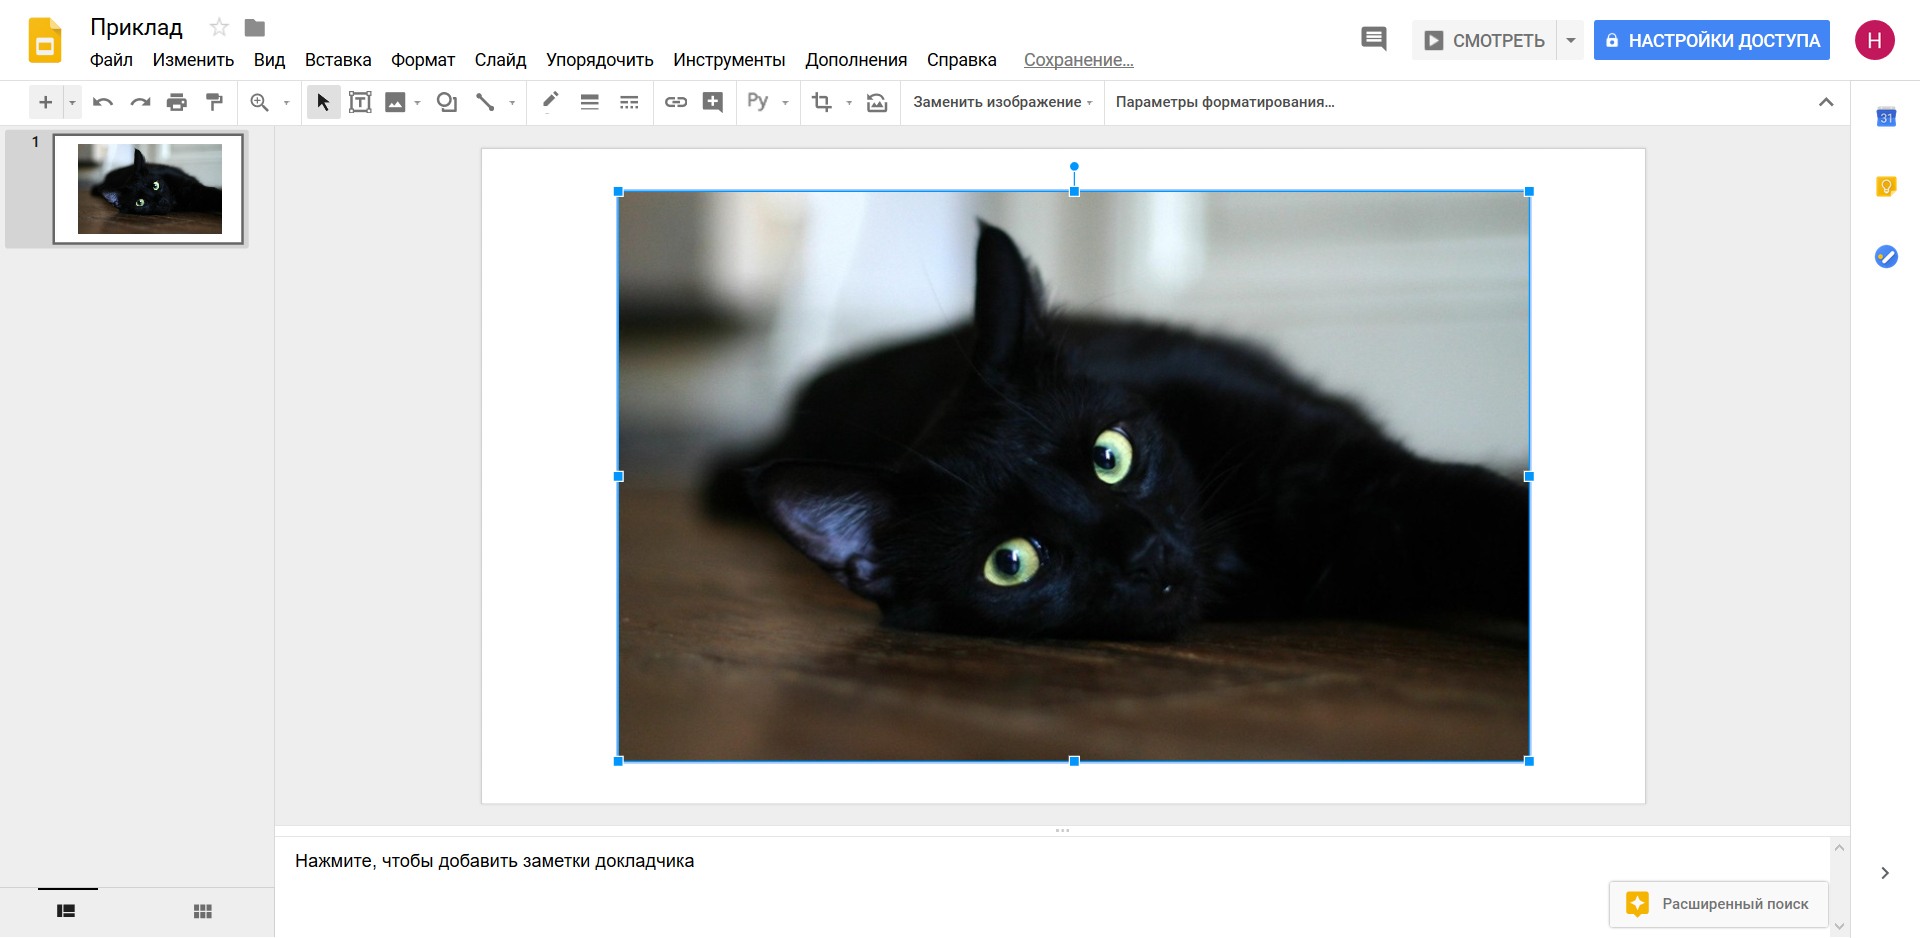 Приклад
Файл Изменить Вид Вставка Формат Слайд Упорядочить Инструменты Дополнения Справка Сохранение...
СМОТРЕТЬ
НАСТРОЙКИ ДОСТУПА
Н
Ру
Заменить изображение
Параметры форматирования...
31
1
Нажмите, чтобы добавить заметки докладчика
Расширенный поиск